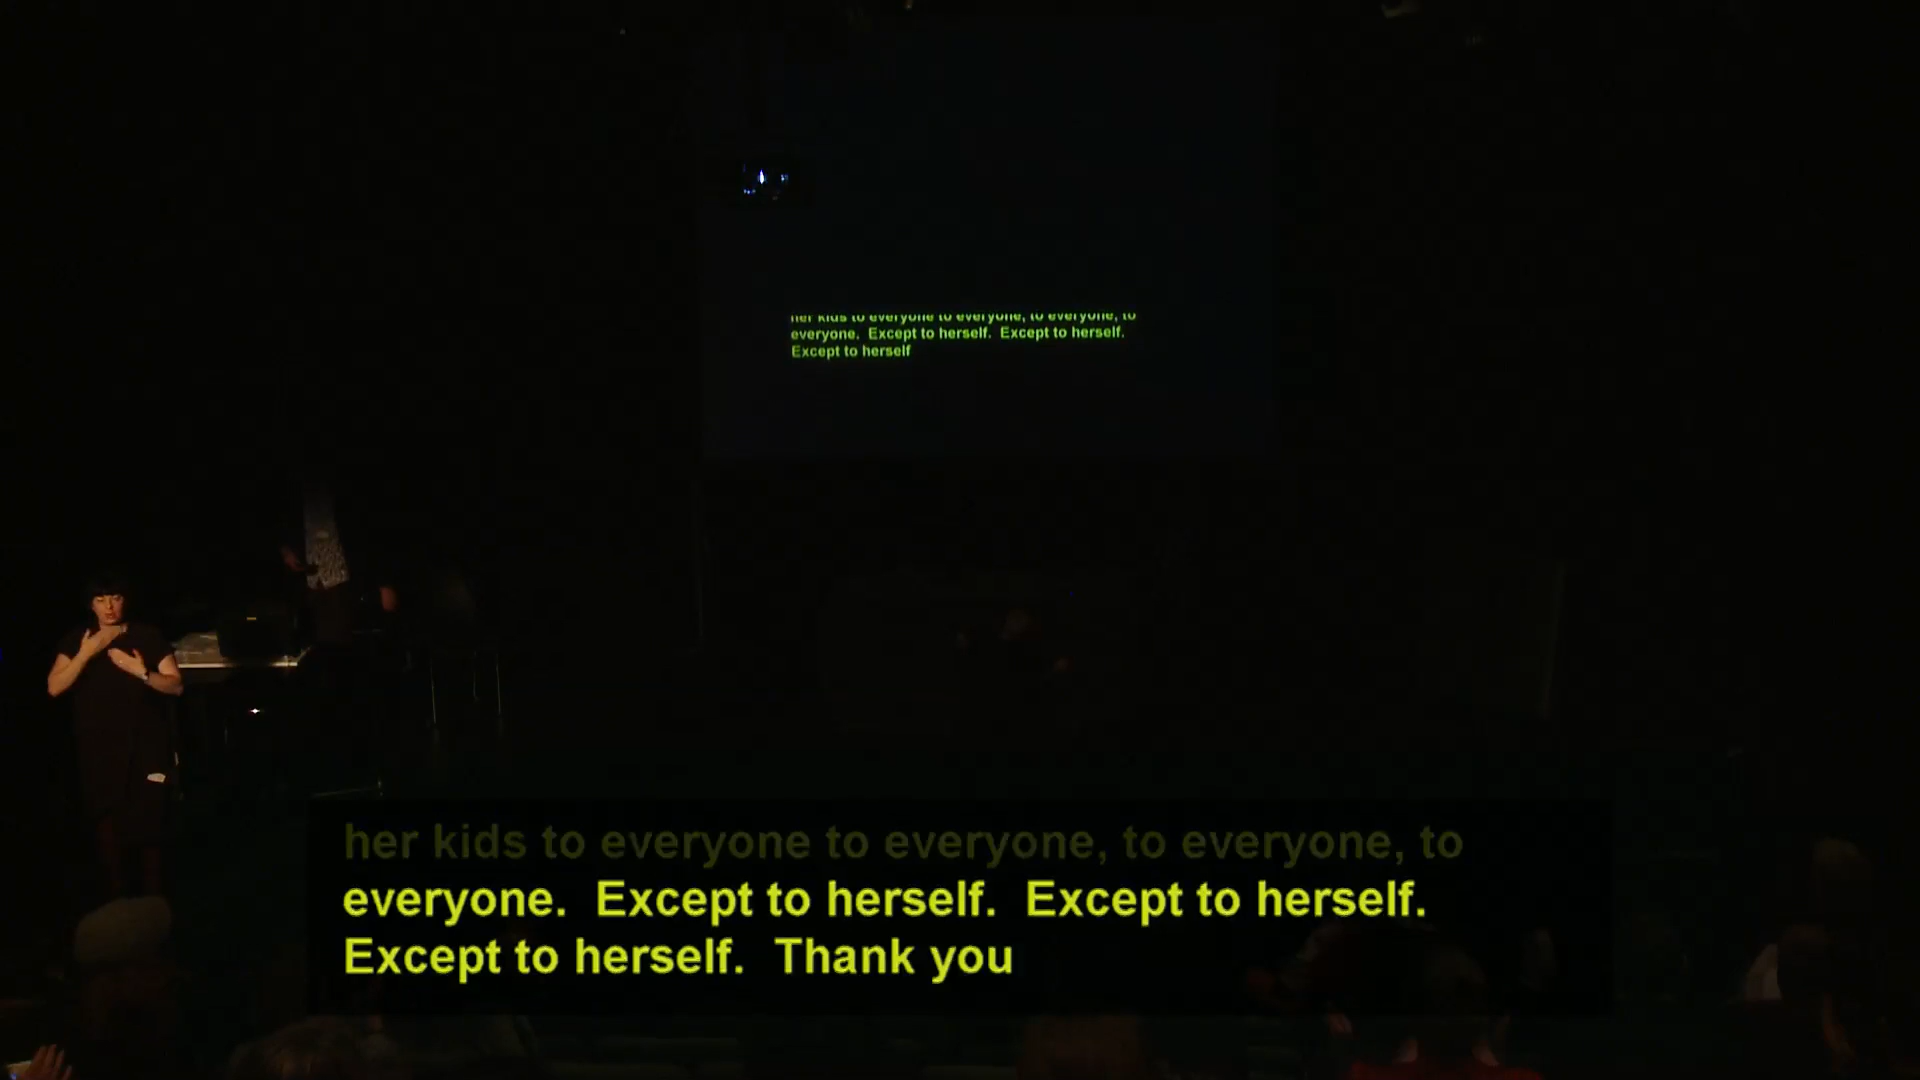 her kids to everyone to everyone, to everyone, to
everyone.  Except to herself.  Except to herself.
Except to herself
her kids to everyone to everyone, to everyone, to
everyone.  Except to herself.  Except to herself.
Except to herself.  Thank you